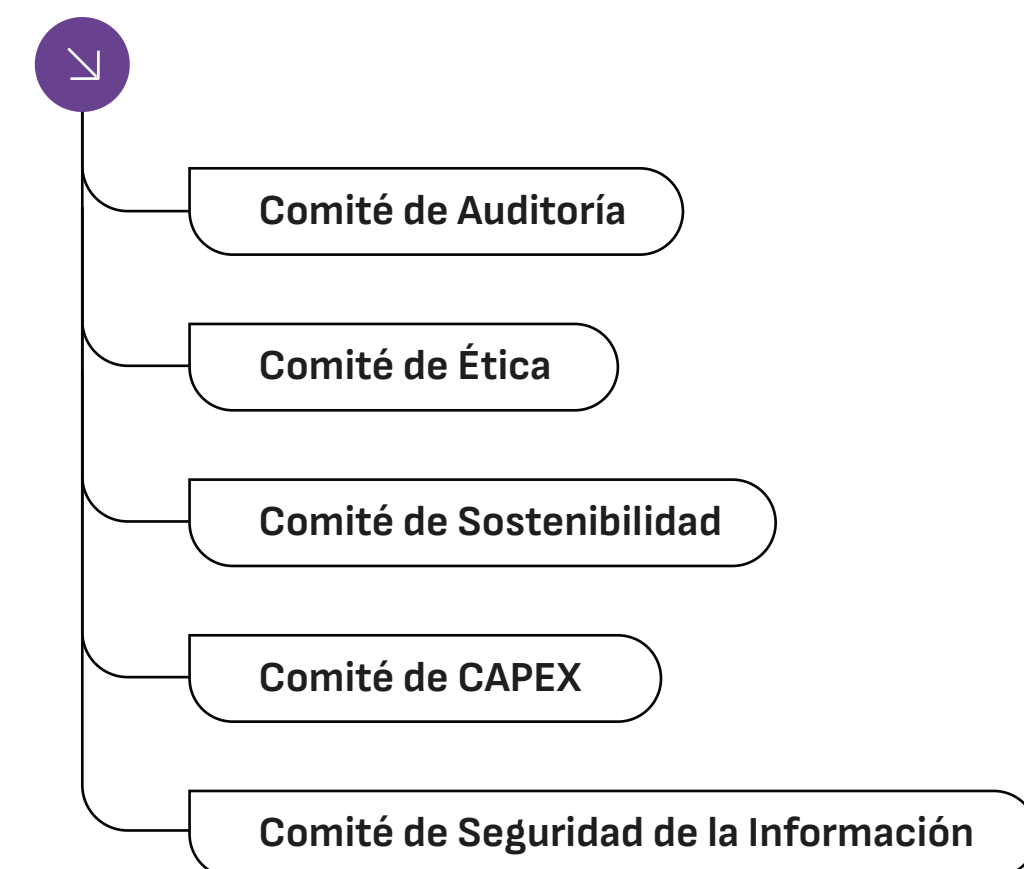 Comité de Auditoría
Comité de Ética
Comité de Sostenibilidad
Comité de CAPEX
Comité de Seguridad de la Información